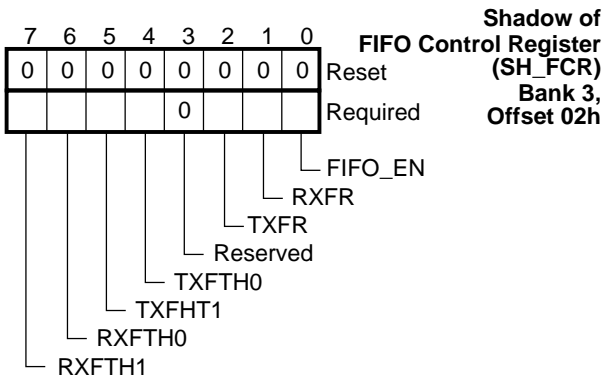 Shadow of
FIFO Control Register
(SH_FCR)
Bank 3,
Offset 02h
7 6 5 4 3 2 1 0
0 0 0 0 0 0 0 0 Reset
0 Required
FIFO_EN
RXFR
TXFR
Reserved
TXFTH0
TXFHT1
RXFTH0
RXFTH1